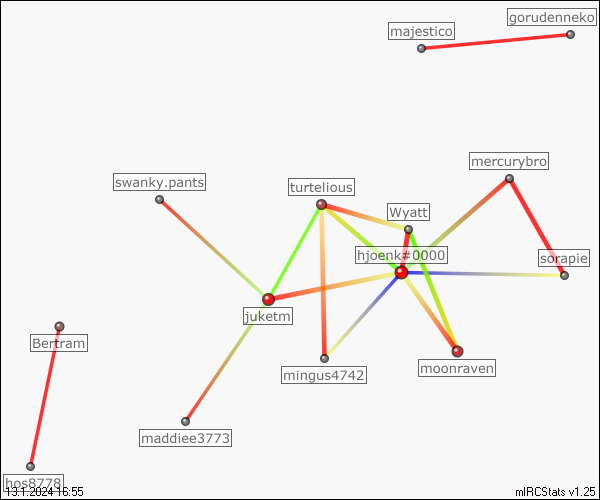 gorudenneko
majestico
mercurybro
swanky.pants
turtelious
Wyatt
hjoenk#0000
sorapie
juketm
Bertram
moonraven
mingus4742
maddiee3773
hos8778
13.1.2024 16:55
mIRCStats v1.25